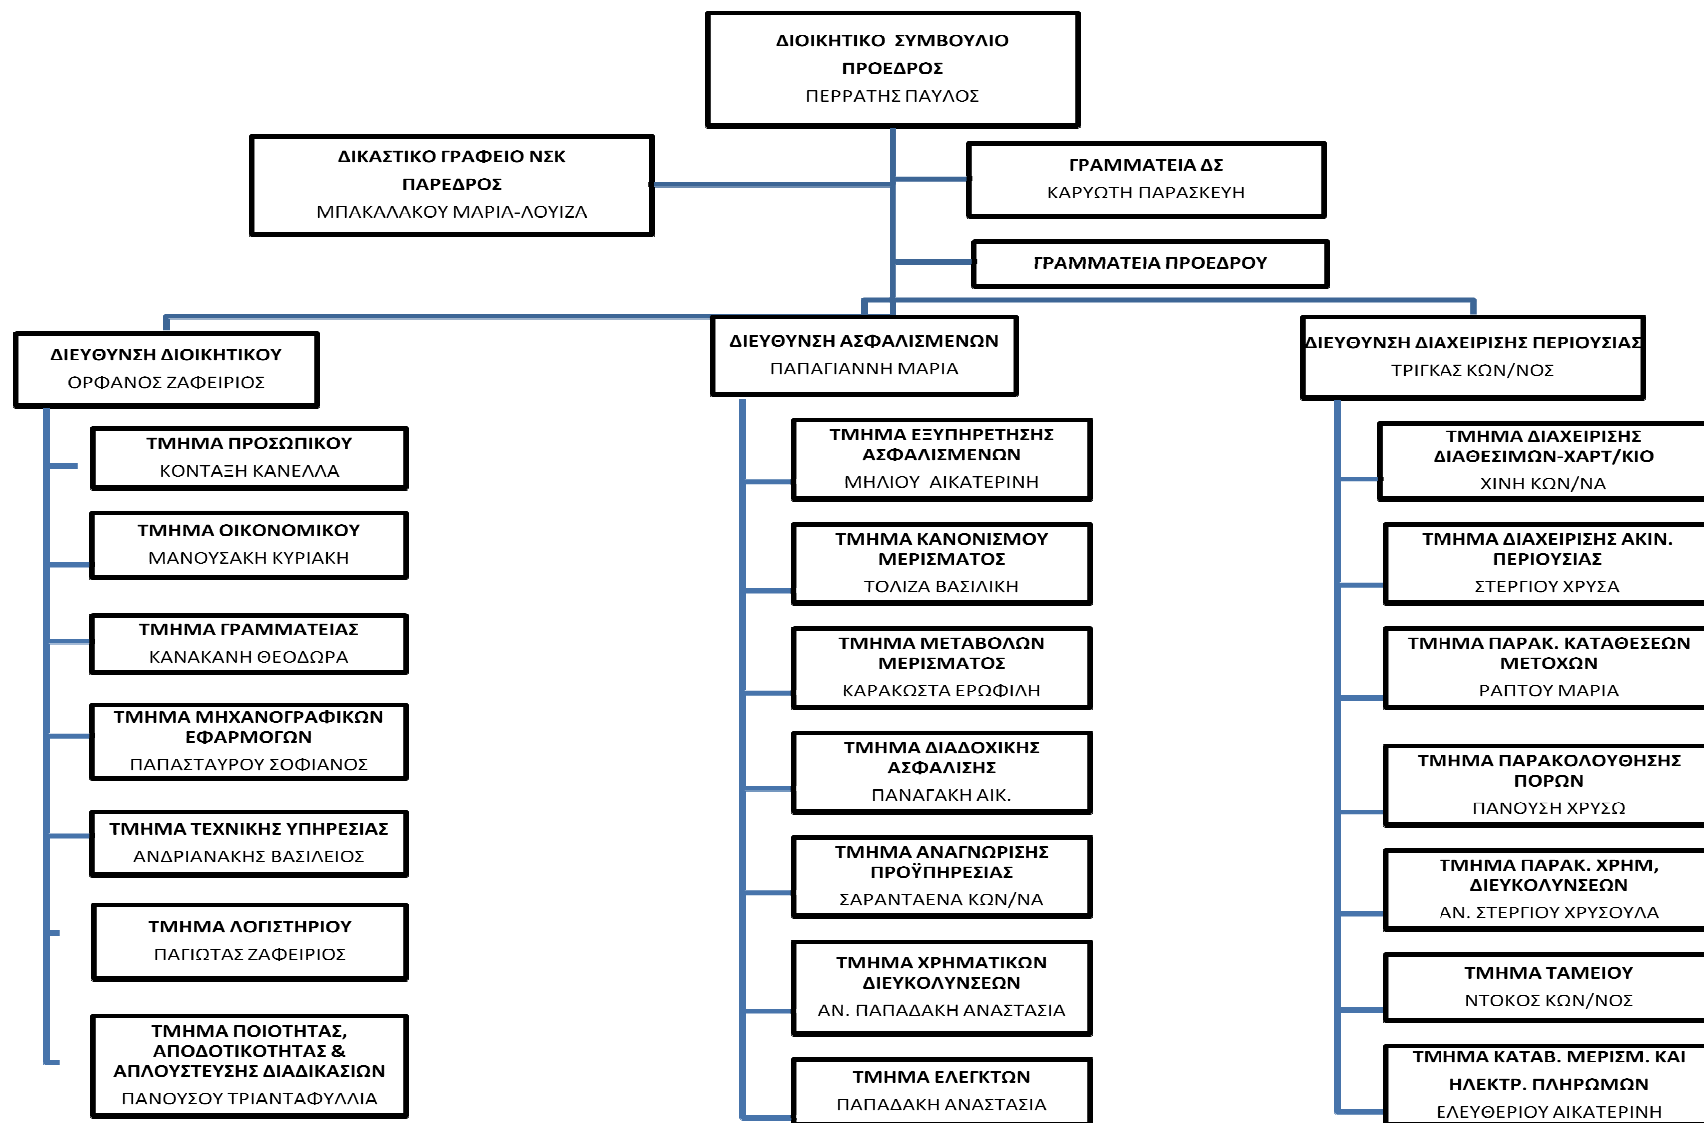 ΔΙΟΙΚΗΤΙΚΟ ΣΥΜΒΟΥΛΙΟ
ΠΡΟΕΔΡΟΣ
ΠΕΡΡΑΤΗΣ ΠΑΥΛΟΣ
ΔΙΚΑΣΤΙΚΟ ΓΡΑΦΕΙΟ ΝΣΚ
ΠΑΡΕΔΡΟΣ
ΜΠΑΚΑΛΑΚΟΥ ΜΑΡΙΑ-ΛΟΥΙΖΑ
ΓΡΑΜΜΑΤΕΙΑ ΔΣ
ΚΑΡΥΩΤΗ ΠΑΡΑΣΚΕΥΗ
ΓΡΑΜΜΑΤΕΙΑ ΠΡΟΕΔΡΟΥ
ΔΙΕΥΘΥΝΣΗ ΔΙΟΙΚΗΤΙΚΟΥ
ΟΡΦΑΝΟΣ ΖΑΦΕΙΡΙΟΣ
ΤΜΗΜΑ ΠΡΟΣΩΠΙΚΟΥ
ΚΟΝΤΑΞΗ ΚΑΝΕΛΛΑ
ΤΜΗΜΑ ΟΙΚΟΝΟΜΙΚΟΥ
ΜΑΝΟΥΣΑΚΗ ΚΥΡΙΑΚΗ
ΤΜΗΜΑ ΓΡΑΜΜΑΤΕΙΑΣ
ΚΑΝΑΚΑΝΗ ΘΕΟΔΩΡΑ
ΤΜΗΜΑ ΜΗΧΑΝΟΓΡΑΦΙΚΩΝ
ΕΦΑΡΜΟΓΩΝ
ΠΑΠΑΣΤΑΥΡΟΥ ΣΟΦΙΑΝΟΣ
ΤΜΗΜΑ ΤΕΧΝΙΚΗΣ ΥΠΗΡΕΣΙΑΣ
ΑΝΔΡΙΑΝΑΚΗΣ ΒΑΣΙΛΕΙΟΣ
ΤΜΗΜΑ ΛΟΓΙΣΤΗΡΙΟΥ
ΠΑΓΙΩΤΑΣ ΖΑΦΕΙΡΙΟΣ
ΤΜΗΜΑ ΠΟΙΟΤΗΤΑΣ,
ΑΠΟΔΟΤΙΚΟΤΗΤΑΣ &
ΑΠΛΟΥΣΤΕΥΣΗΣ ΔΙΑΔΙΚΑΣΙΩΝ
ΠΑΝΟΥΣΟΥ ΤΡΙΑΝΤΑΦΥΛΛΙΑ
ΔΙΕΥΘΥΝΣΗ ΑΣΦΑΛΙΣΜΕΝΩΝ
ΠΑΠΑΓΙΑΝΝΗ ΜΑΡΙΑ
ΤΜΗΜΑ ΕΞΥΠΗΡΕΤΗΣΗΣ
ΑΣΦΑΛΙΣΜΕΝΩΝ
ΜΗΛΙΟΥ ΑΙΚΑΤΕΡΙΝΗ
ΤΜΗΜΑ ΚΑΝΟΝΙΣΜΟΥ
ΜΕΡΙΣΜΑΤΟΣ
ΤΟΛΙΖΑ ΒΑΣΙΛΙΚΗ
ΤΜΗΜΑ ΜΕΤΑΒΟΛΩΝ
ΜΕΡΙΣΜΑΤΟΣ
ΚΑΡΑΚΩΣΤΑ ΕΡΩΦΙΛΗ
ΤΜΗΜΑ ΔΙΑΔΟΧΙΚΗΣ
ΑΣΦΑΛΙΣΗΣ
ΠΑΝΑΓΑΚΗ ΑΙΚ.
ΤΜΗΜΑ ΑΝΑΓΝΩΡΙΣΗΣ
ΠΡΟΫΠΗΡΕΣΙΑΣ
ΣΑΡΑΝΤΑΕΝΑ ΚΩΝ/ΝΑ
ΤΜΗΜΑ ΧΡΗΜΑΤΙΚΩΝ
ΔΙΕΥΚΟΛΥΝΣΕΩΝ
ΑΝ. ΠΑΠΑΔΑΚΗ ΑΝΑΣΤΑΣΙΑ
ΤΜΗΜΑ ΕΛΕΓΚΤΩΝ
ΠΑΠΑΔΑΚΗ ΑΝΑΣΤΑΣΙΑ
ΔΙΕΥΘΥΝΣΗ ΔΙΑΧΕΙΡΙΣΗΣ ΠΕΡΙΟΥΣΙΑΣ
ΤΡΙΓΚΑΣ ΚΩΝ/ΝΟΣ
ΤΜΗΜΑ ΔΙΑΧΕΙΡΙΣΗΣ
ΔΙΑΘΕΣΙΜΩΝ-ΧΑΡΤ/ΚΙΟ
ΧΙΝΗ ΚΩΝ/ΝΑ
ΤΜΗΜΑ ΔΙΑΧΕΙΡΙΣΗΣ ΑΚΙΝ.
ΠΕΡΙΟΥΣΙΑΣ
ΣΤΕΡΓΙΟΥ ΧΡΥΣΑ
ΤΜΗΜΑ ΠΑΡΑΚ. ΚΑΤΑΘΕΣΕΩΝ
ΜΕΤΟΧΩΝ
ΡΑΠΤΟΥ ΜΑΡΙΑ
ΤΜΗΜΑ ΠΑΡΑΚΟΛΟΥΘΗΣΗΣ
ΠΟΡΩΝ
ΠΑΝΟΥΣΗ ΧΡΥΣΩ
ΤΜΗΜΑ ΠΑΡΑΚ. ΧΡΗΜ,
ΔΙΕΥΚΟΛΥΝΣΕΩΝ
ΑΝ. ΣΤΕΡΓΙΟΥ ΧΡΥΣΟΥΛΑ
ΤΜΗΜΑ ΤΑΜΕΙΟΥ
ΝΤΟΚΟΣ ΚΩΝ/ΝΟΣ
ΤΜΗΜΑ ΚΑΤΑΒ. ΜΕΡΙΣΜ. ΚΑΙ
ΗΛΕΚΤΡ. ΠΛΗΡΩΜΩΝ
ΕΛΕΥΘΕΡΙΟΥ ΑΙΚΑΤΕΡΙΝΗ